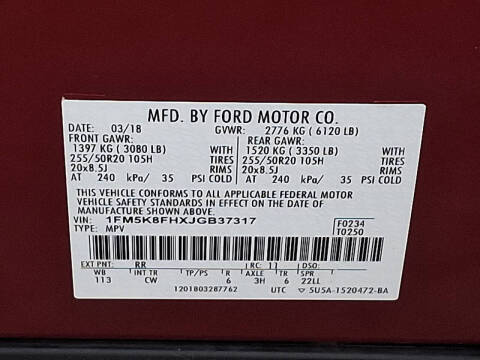 MFD. BY FORD MOTOR CO.
DATE: 03/18 GVWR: 2776 KG ( 6120 LB)
FRONT GAWR: REAR GAWR:
1397 KG ( 3080 LB) WITH 1520 KG ( 3350 LB) WITH
255/50R20 105H TIRES 255/50R20 105H TIRES
20x8.5J RIMS 20x8.5J RIMS
AT 240 kPa/ 35 PSI COLD AT 240 kPa/ 35 PSI COLD
THIS VEHICLE CONFORMS TO ALL APPLICABLE FEDERAL MOTOR
VEHICLE SAFETY STANDARDS IN EFFECT ON THE DATE OF
MANUFACTURE SHOWN ABOVE.
VIN: 1FM5K8FHXJGB37317 F0234
TYPE: MPV T0250
EXT PNT: RR RC: 11 DSO:
WB INT TR TP/PS R AXLE TR SPR
113 CW 6 3H 6 22LL
1201803287762 UTC 5U5A-1520472-BA